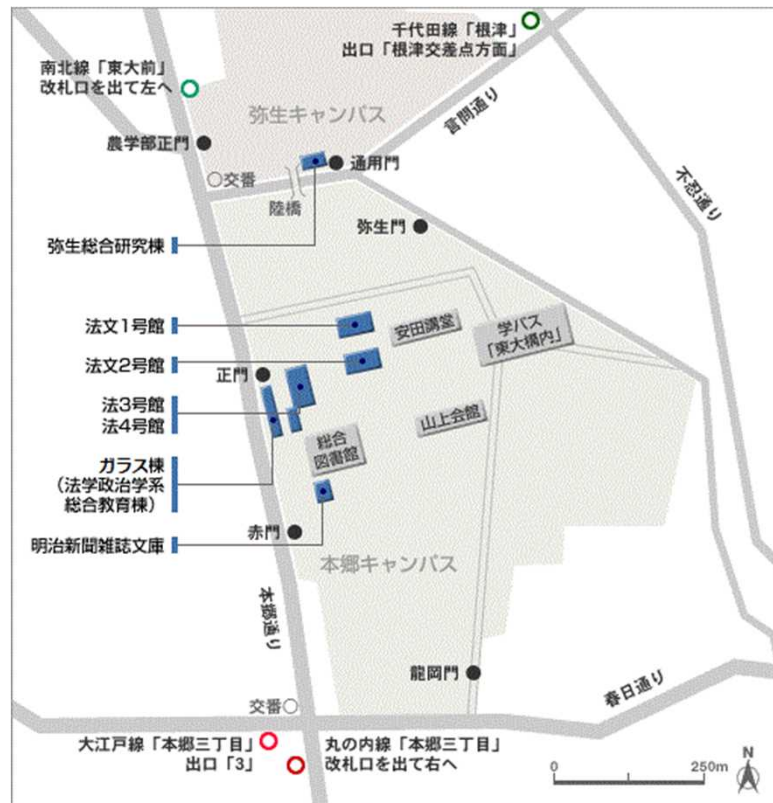 千代田線「根津」
出口「根津交差点方面」
南北線「東大前」
改札口を出て左へ
弥生キャンパス
言問通り
農学部正門
通用門
交番
陸橋
不忍通り
弥生門
弥生総合研究棟
法文1号館
安田講堂
学バス
「東大構内」
法文2号館
正門
法3号館
法4号館
山上会館
総合
図書館
ガラス棟
(法学政治学系
総合教育棟)
赤門
明治新聞雑誌文庫
本郷キャンパス
本郷通り
龍岡門
春日通り
交番
大江戸線「本郷三丁目」
出口「3」
丸の内線「本郷三丁目」
改札口を出て右へ
0
250m
N